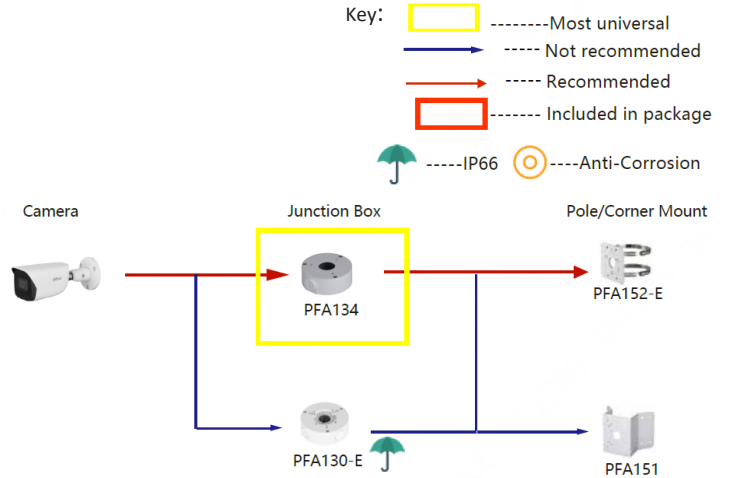 Key:
--------Most universal
----- Not recommended
----- Recommended
------- Included in package
-----IP66
----Anti-Corrosion
Camera
Junction Box
Pole/Corner Mount
PFA134
PFA152-E
PFA130-E
PFA151